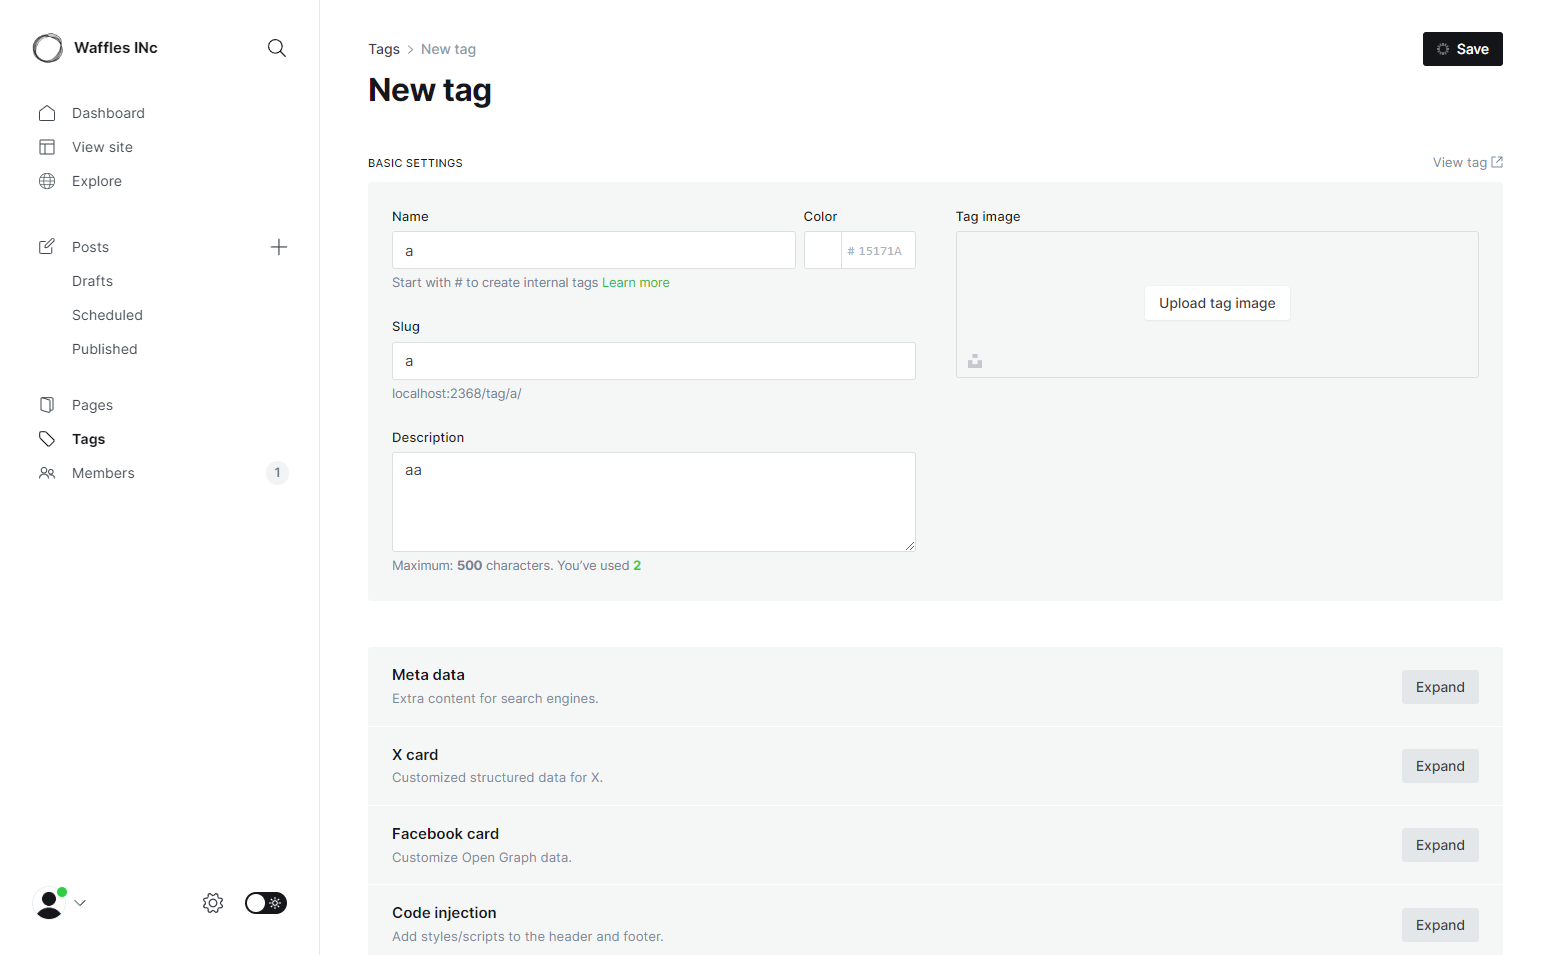 Waffles INc
Dashboard
View site
Explore
Posts
Drafts
Scheduled
Published
Pages
Tags
Members 1
Tags > New tag
Save
New tag
BASIC SETTINGS
View tag
Name
a
Start with # to create internal tags Learn more
Color
# 15171A
Slug
a
localhost:2368/tag/a/
Description
aa
Maximum: 500 characters. You’ve used 2
Tag image
Upload tag image
Meta data
Extra content for search engines.
Expand
X card
Customized structured data for X.
Expand
Facebook card
Customize Open Graph data.
Expand
Code injection
Add styles/scripts to the header and footer.
Expand